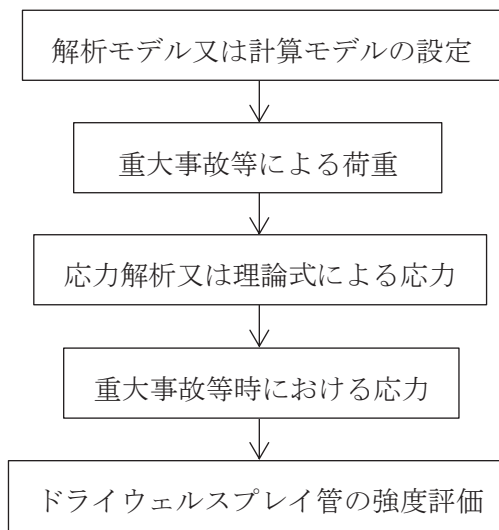 解析モデル又は計算モデルの設定
重大事故等による荷重
応力解析又は理論式による応力
重大事故等時における応力
ドライウェルスプレイ管の強度評価